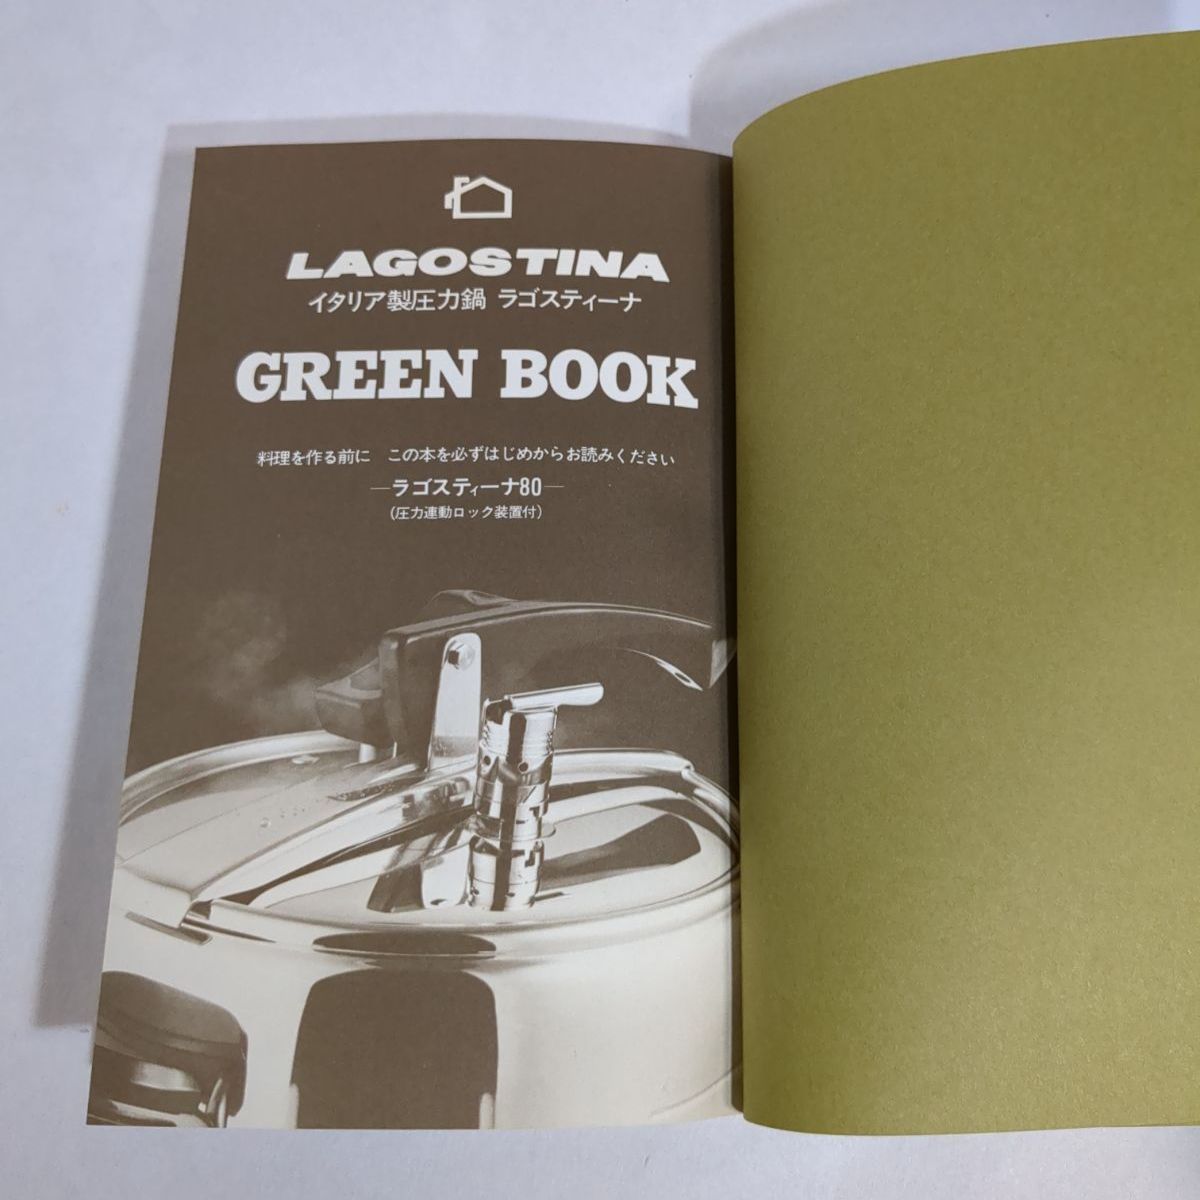 LAGOSTINA
イタリア製圧力鍋 ラゴスティーナ
GREEN BOOK
料理を作る前に この本を必ずはじめからお読みください
―ラゴスティーナ80―
(圧力連動ロック装置付)